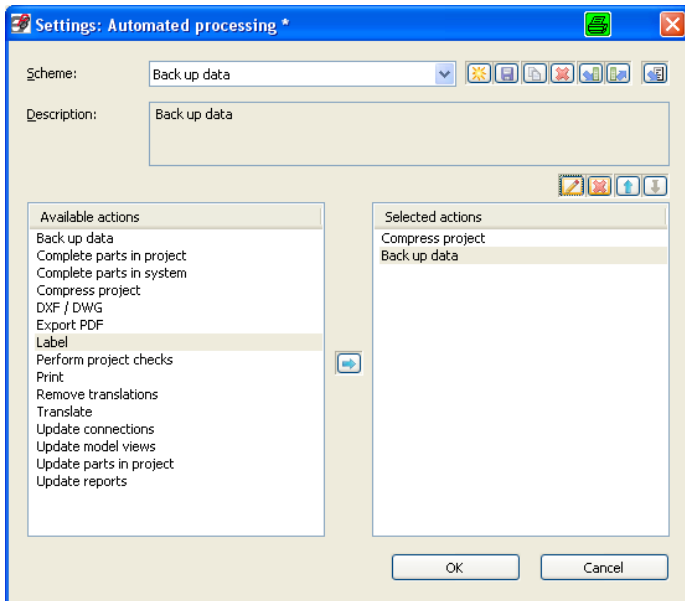 Settings: Automated processing *
Scheme:
Back up data
Description:
Back up data
Available actions
Back up data
Complete parts in project
Complete parts in system
Compress project
DXF / DWG
Export PDF
Label
Perform project checks
Print
Remove translations
Translate
Update connections
Update model views
Update parts in project
Update reports
Selected actions
Compress project
Back up data
OK
Cancel